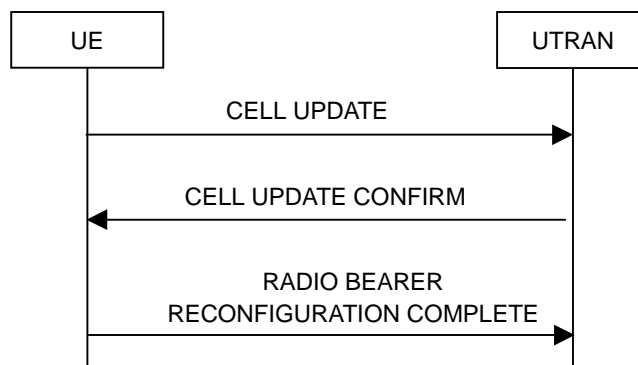 UE
UTRAN
CELL UPDATE
CELL UPDATE CONFIRM
RADIO BEARER
RECONFIGURATION COMPLETE